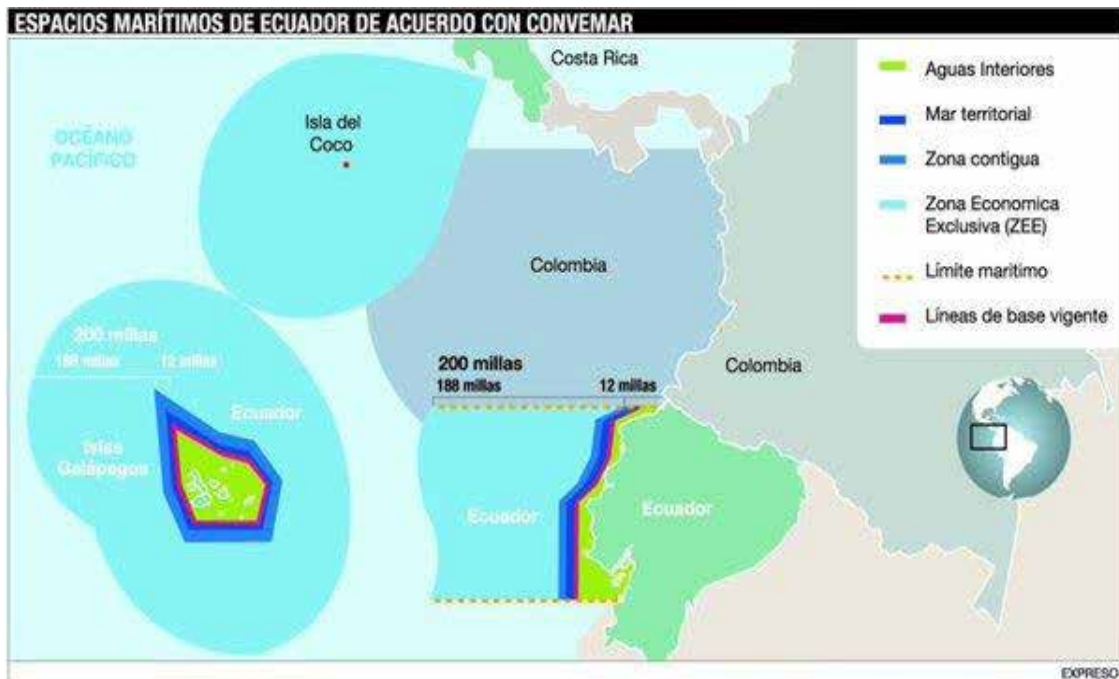 ESPACIOS MARÍTIMOS DE ECUADOR DE ACUERDO CON CONVEMAR
Costa Rica
OCÉANO
PACÍFICO
Isla del
Coco
Aguas Interiores
Mar territorial
Zona contigua
Zona Economica
Exclusiva (ZEE)
Límite marítimo
Líneas de base vigente
Colombia
Colombia
200 millas
188 millas 12 millas
Ecuador
Islas
Galápagos
200 millas
188 millas 12 millas
Ecuador
Ecuador
EXPRESO